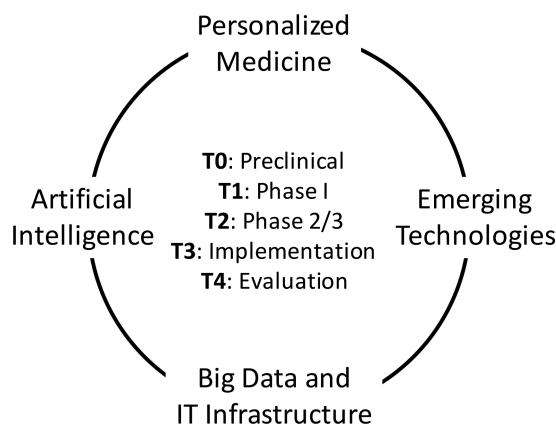 Personalized
Medicine
T0: Preclinical
T1: Phase I
T2: Phase 2/3
T3: Implementation
T4: Evaluation
Artificial
Intelligence
Emerging
Technologies
Big Data and
IT Infrastructure